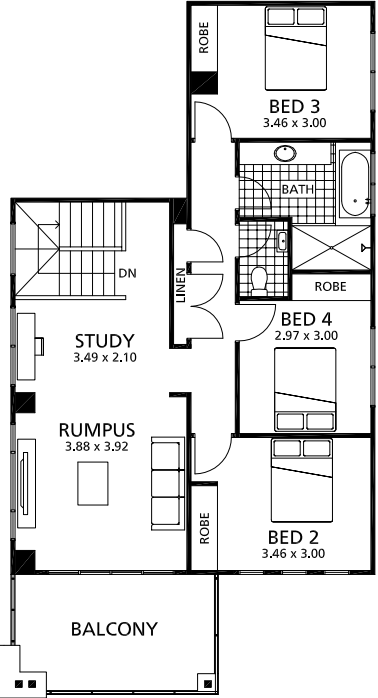 ROBE
BED 3
3.46 x 3.00
BATH
DN
LINEN
ROBE
STUDY
3.49 x 2.10
BED 4
2.97 x 3.00
RUMPUS
3.88 x 3.92
ROBE
BED 2
3.46 x 3.00
BALCONY